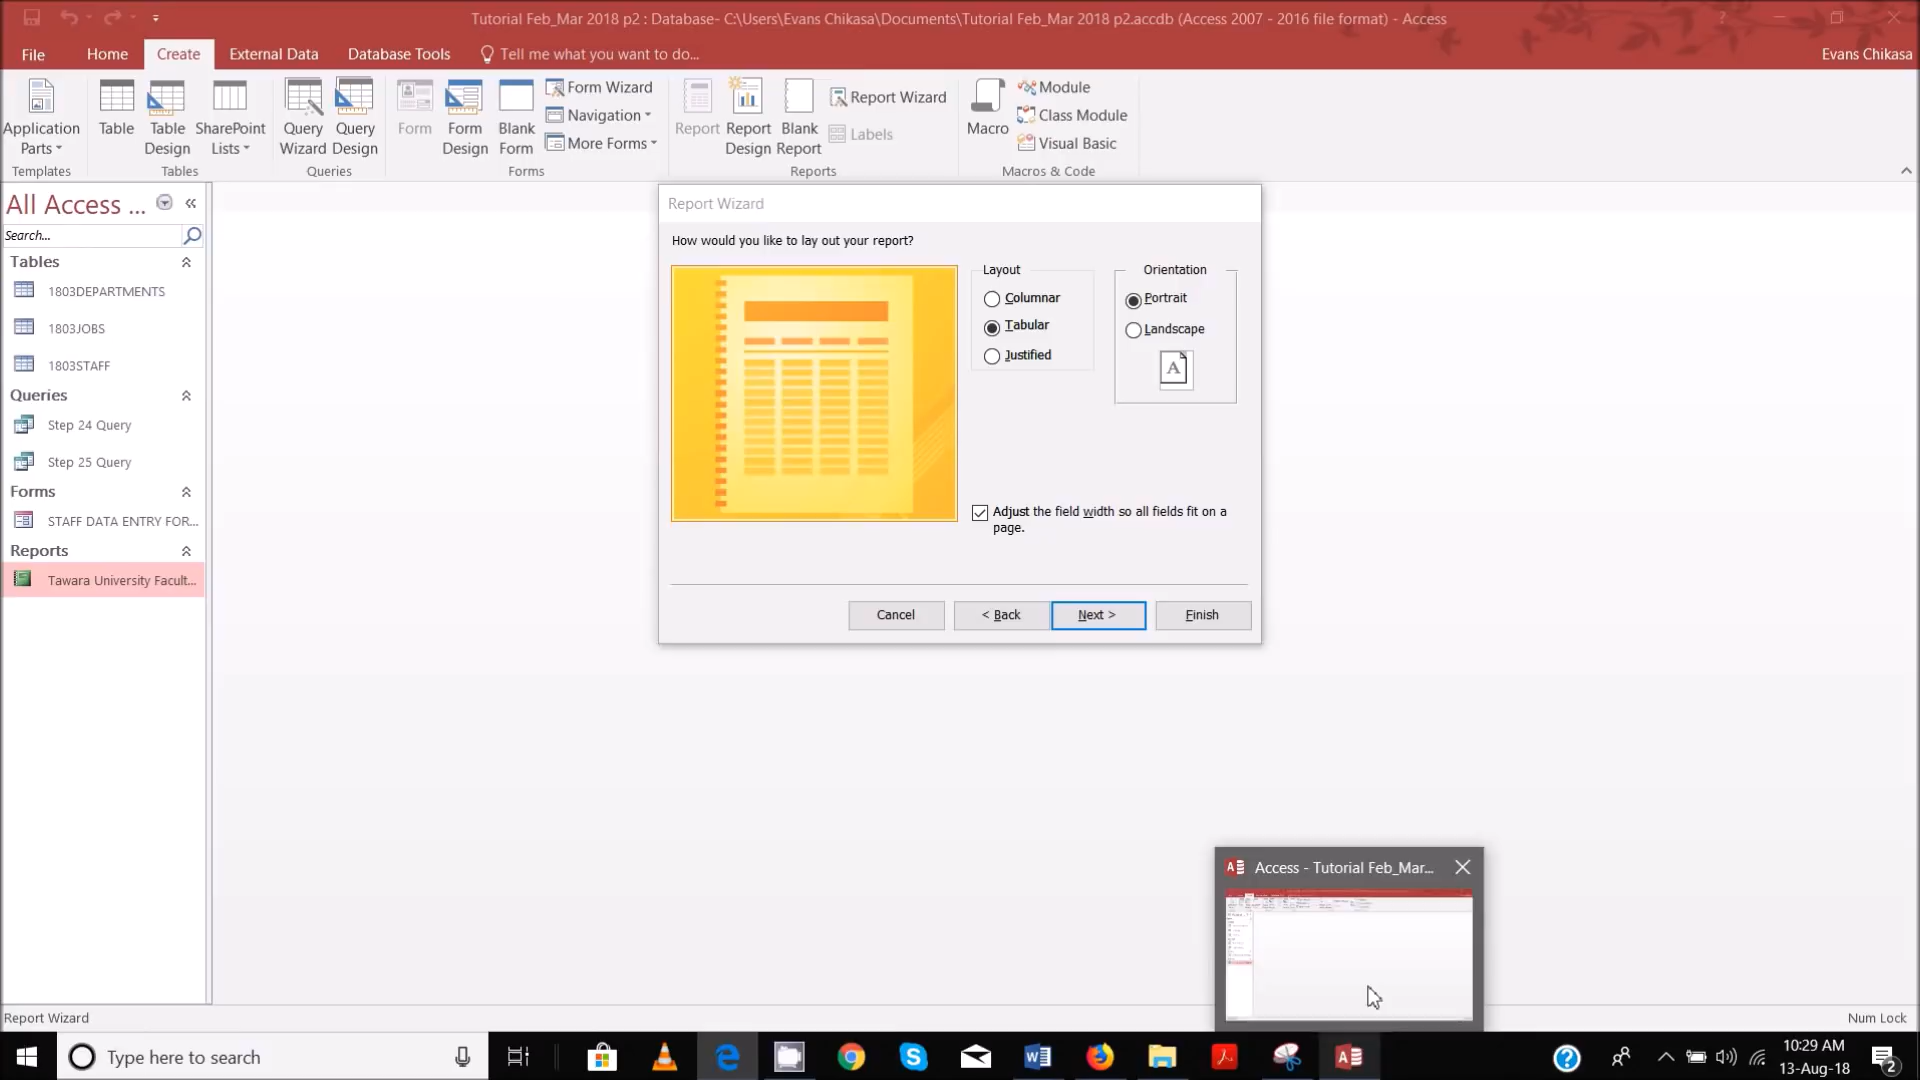 Tutorial Feb_Mar 2018 p2 : Database- C:\Users\Evans Chikasa\Documents\Tutorial Feb_Mar 2018 p2.accdb (Access 2007 - 2016 file format) - Access
File Home Create External Data Database Tools Tell me what you want to do... Evans Chikasa
Application Parts
Table
Table Design
SharePoint Lists
Query Wizard
Query Design
Form
Form Design
Blank Form
Form Wizard
Navigation
More Forms
Report
Report Design
Blank Report
Report Wizard
Labels
Macro
Module
Class Module
Visual Basic
Templates Tables Queries Forms Reports Macros & Code
All Access ...
Search...
Tables
1803DEPARTMENTS
1803JOBS
1803STAFF
Queries
Step 24 Query
Step 25 Query
Forms
STAFF DATA ENTRY FOR...
Reports
Tawara University Facult...
Report Wizard
How would you like to lay out your report?
Layout
Columnar
Tabular
Justified
Orientation
Portrait
Landscape
A
Adjust the field width so all fields fit on a
page.
Cancel < Back Next > Finish
Access - Tutorial Feb_Mar...
Report Wizard Num Lock
Type here to search
10:29 AM
13-Aug-18
2